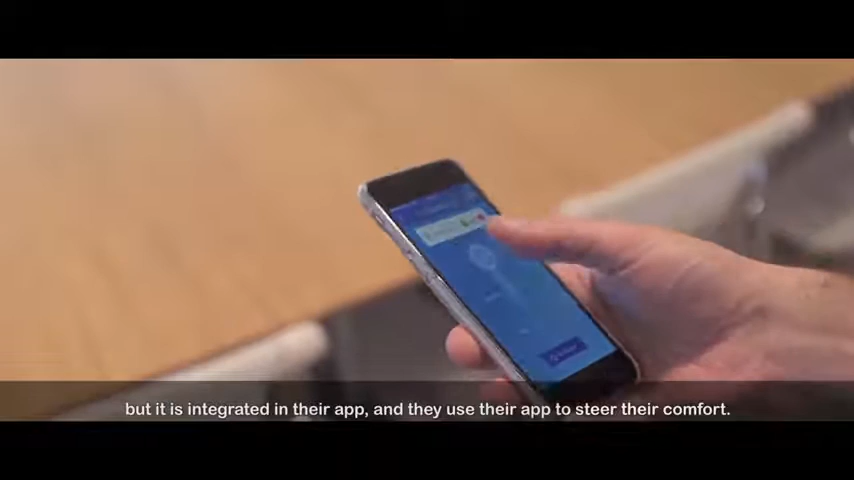 but it is integrated in their app, and they use their app to steer their comfort.